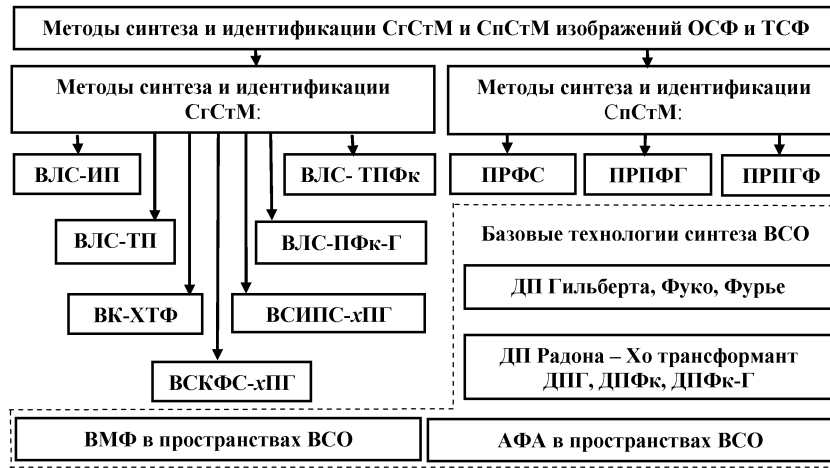 Методы синтеза и идентификации СгСтМ и СпСтМ изображений ОСФ и ТСФ
Методы синтеза и идентификации
СгСтМ:
Методы синтеза и идентификации
СпСтМ:
ВЛС-ИП
ВЛС- ТПФк
ПРФС
ПРПФГ
ПРПГФ
ВЛС-ТП
ВЛС-ПФк-Г
ВК-ХТФ
ВСИПС-хПГ
ВСКФС-хПГ
Базовые технологии синтеза ВСО
ДП Гильберта, Фуко, Фурье
ДП Радона – Хо трансформант
ДПГ, ДПФк, ДПФк-Г
ВМФ в пространствах ВСО
АФА в пространствах ВСО